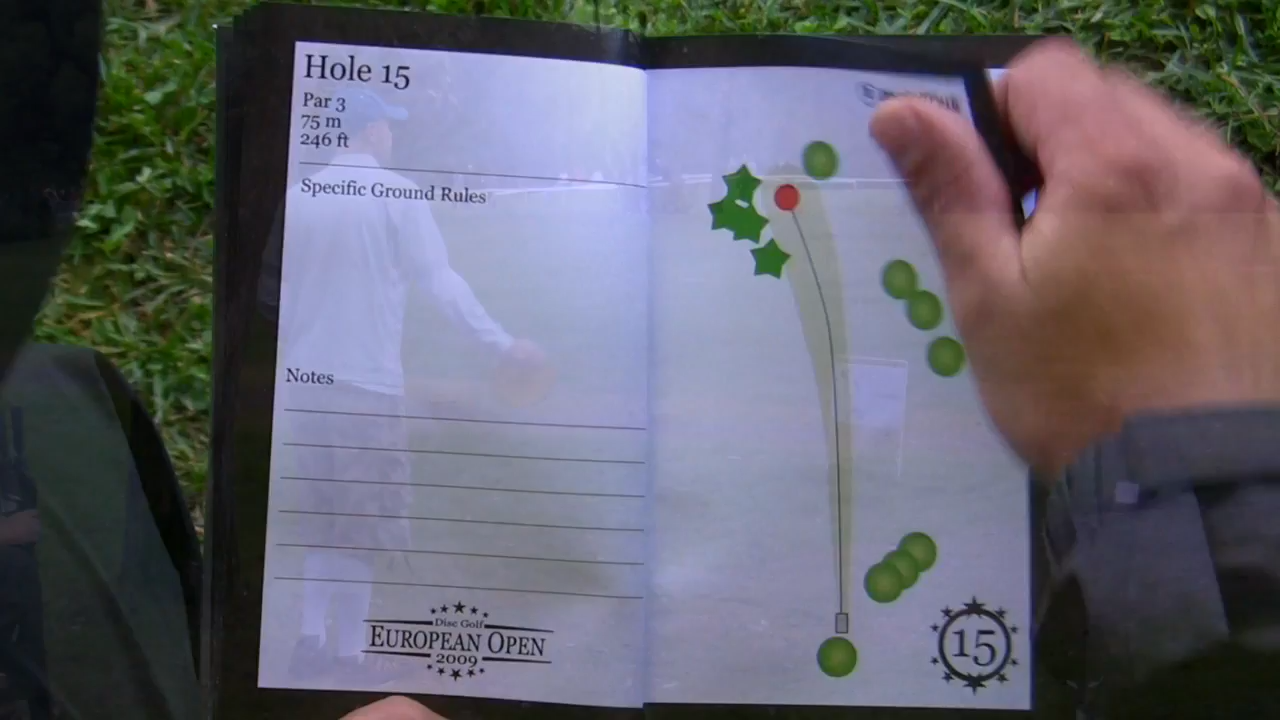 Hole 15
Par 3
75 m
246 ft
Specific Ground Rules
Notes
Disc Golf
EUROPEAN OPEN
2009
15